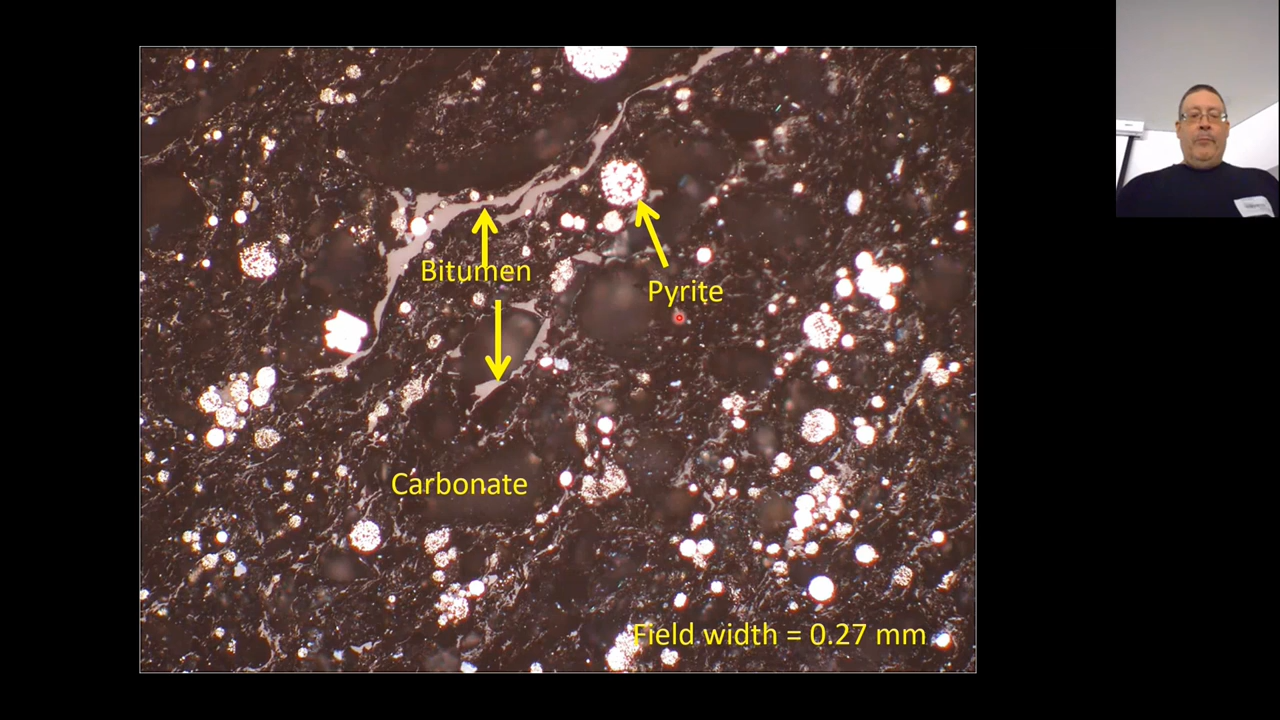 Bitumen
Pyrite
Carbonate
Field width = 0.27 mm